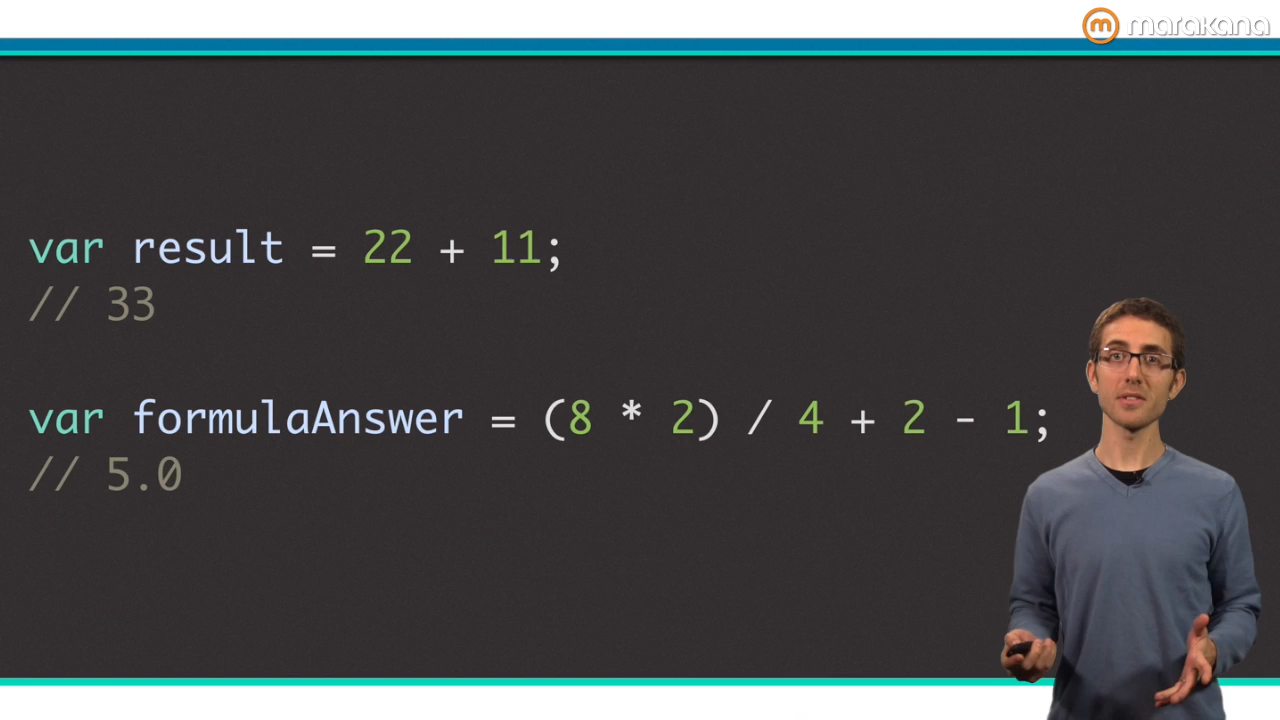 marakana
var result = 22 + 11;
// 33
var formulaAnswer = (8 * 2) / 4 + 2 - 1;
// 5.0